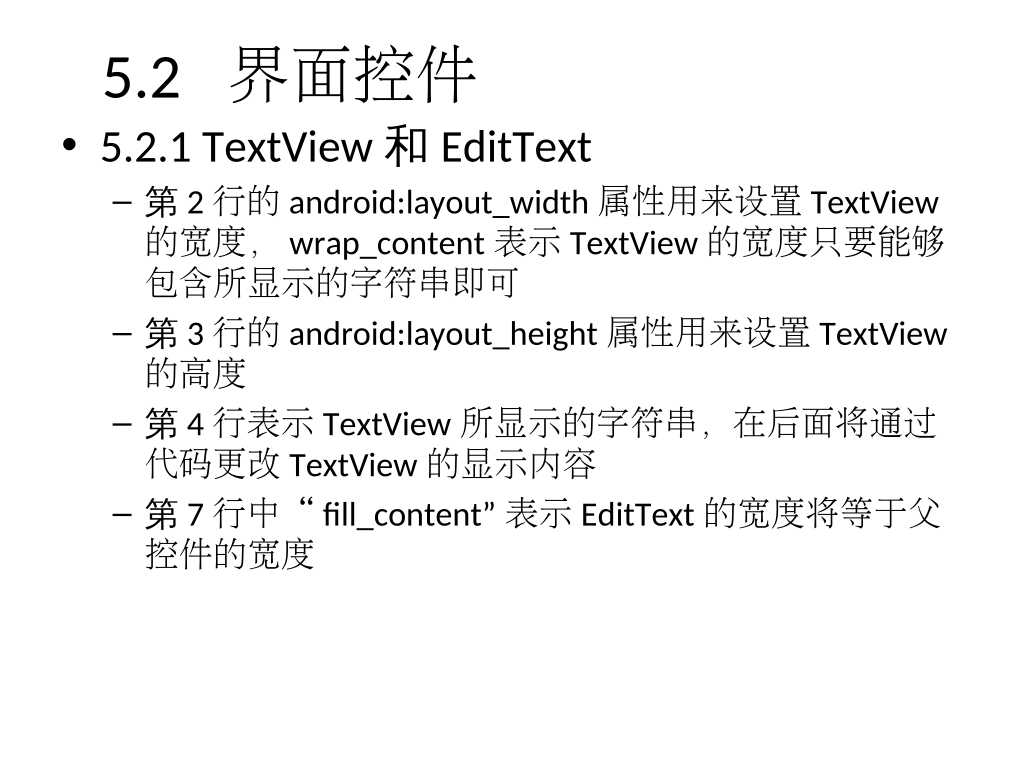 5.2 界面控件
• 5.2.1 TextView 和 EditText
– 第 2 行的 android:layout_width 属性用来设置 TextView
的宽度， wrap_content 表示 TextView 的宽度只要能够
包含所显示的字符串即可
– 第 3 行的 android:layout_height 属性用来设置 TextView
的高度
– 第 4 行表示 TextView 所显示的字符串，在后面将通过
代码更改 TextView 的显示内容
– 第 7 行中“ fill_content” 表示 EditText 的宽度将等于父
控件的宽度